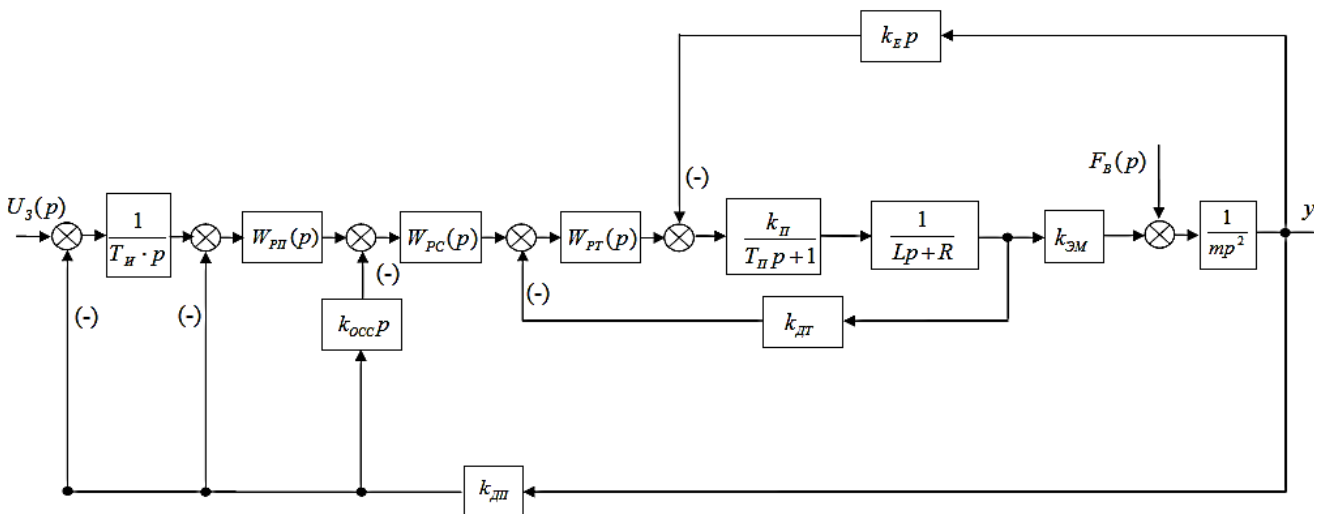 k_E p
F_B(p)
U_З(p)
(-)
y
1 / (T_И · p)
W_РП(p)
W_РС(p)
W_РТ(p)
k_П / (T_П p + 1)
1 / (Lp + R)
k_ЭМ
1 / (mp²)
(-)
(-)
(-)
(-)
k_ОСС p
k_ДТ
k_ДП